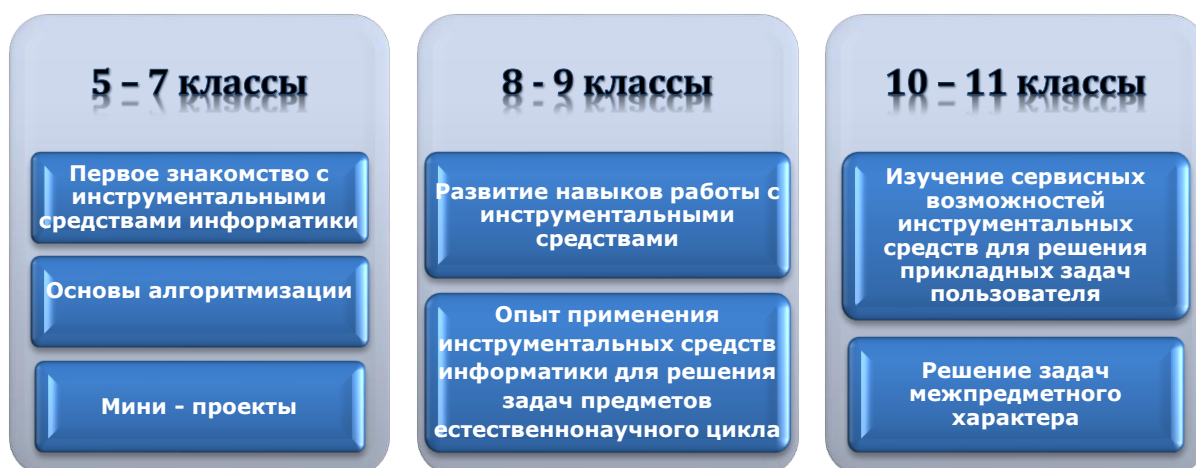 5 – 7 классы
Первое знакомство с
инструментальными
средствами информатики
Основы алгоритмизации
Мини - проекты
8 - 9 классы
Развитие навыков работы с
инструментальными
средствами
Опыт применения
инструментальных средств
информатики для решения
задач предметов
естественнонаучного цикла
10 – 11 классы
Изучение сервисных
возможностей
инструментальных
средств для решения
прикладных задач
пользователя
Решение задач
межпредметного
характера